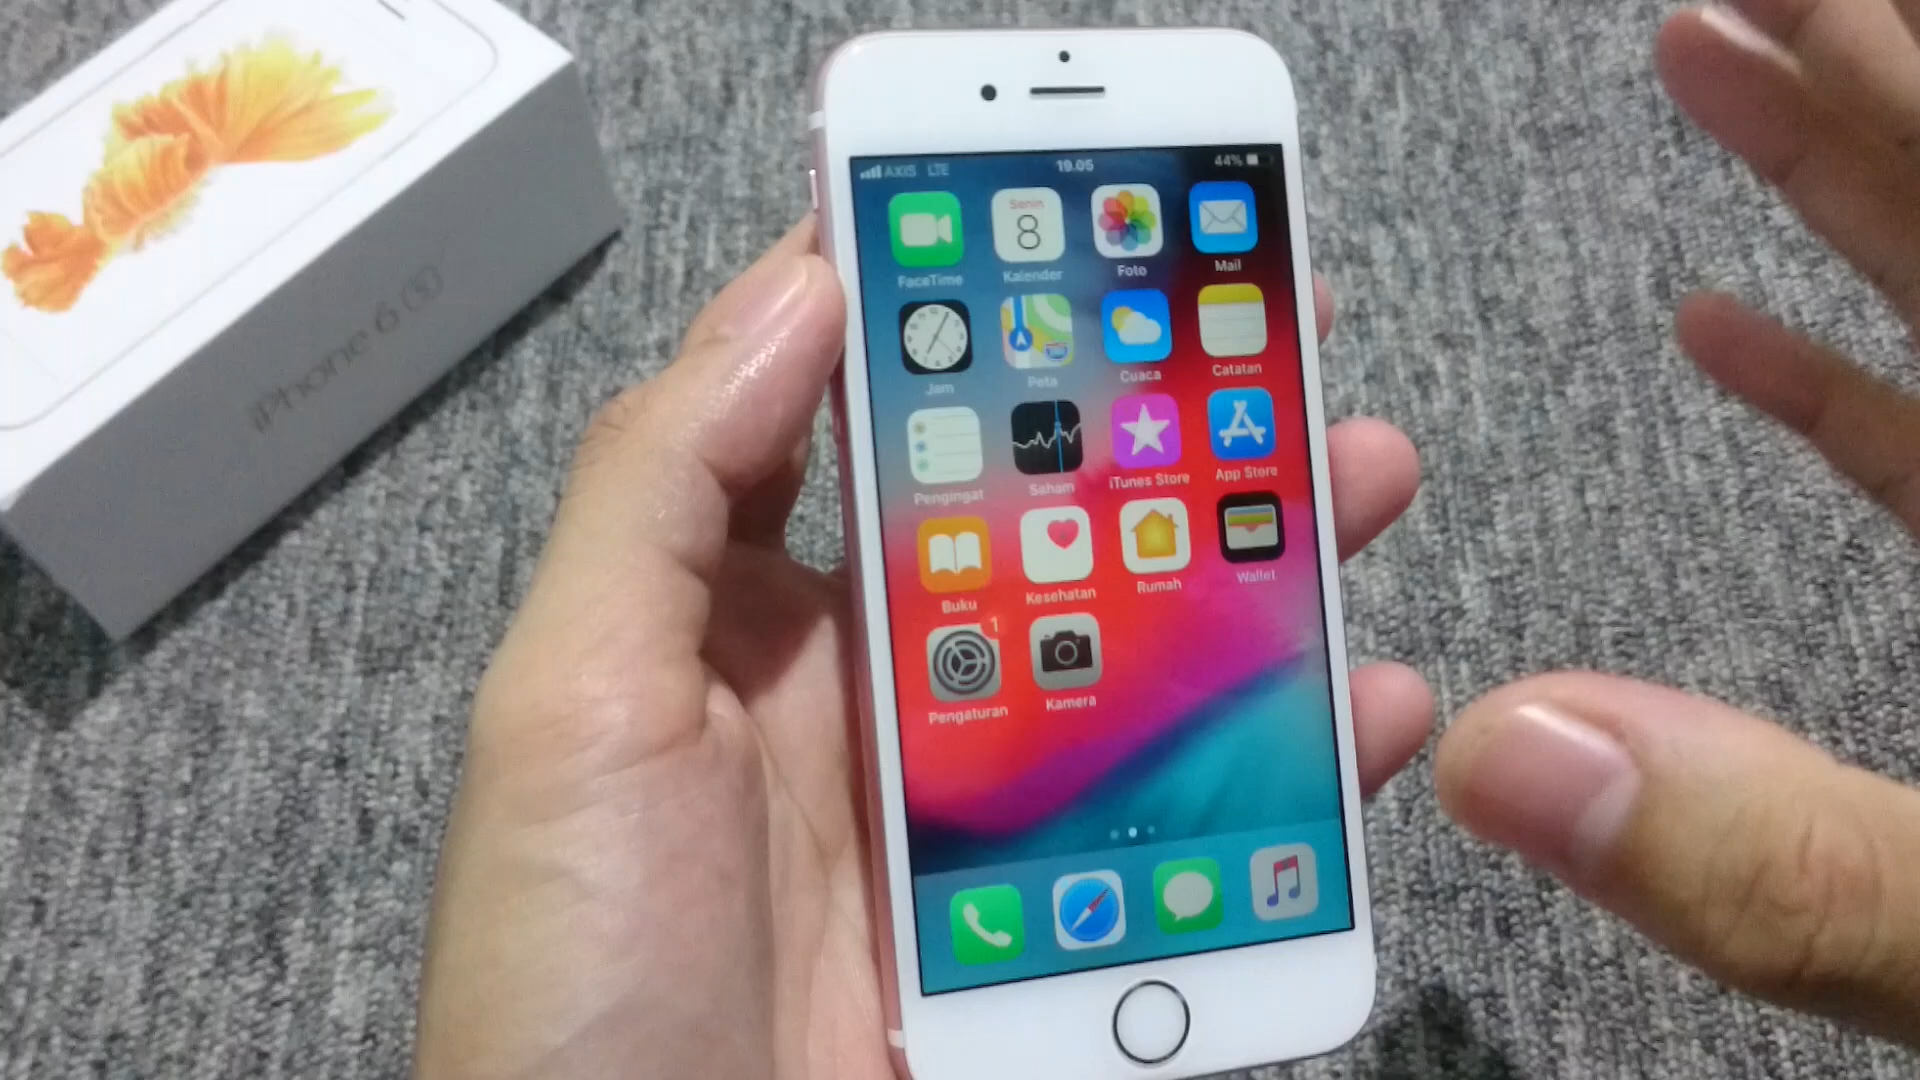 iPhone 6 S
AXIS LTE 19.05 44%
Senin
8
FaceTime Kalender Foto Mail
Jam Peta Cuaca Catatan
Pengingat Saham iTunes Store App Store
Buku Kesehatan Rumah Wallet
1
Pengaturan Kamera